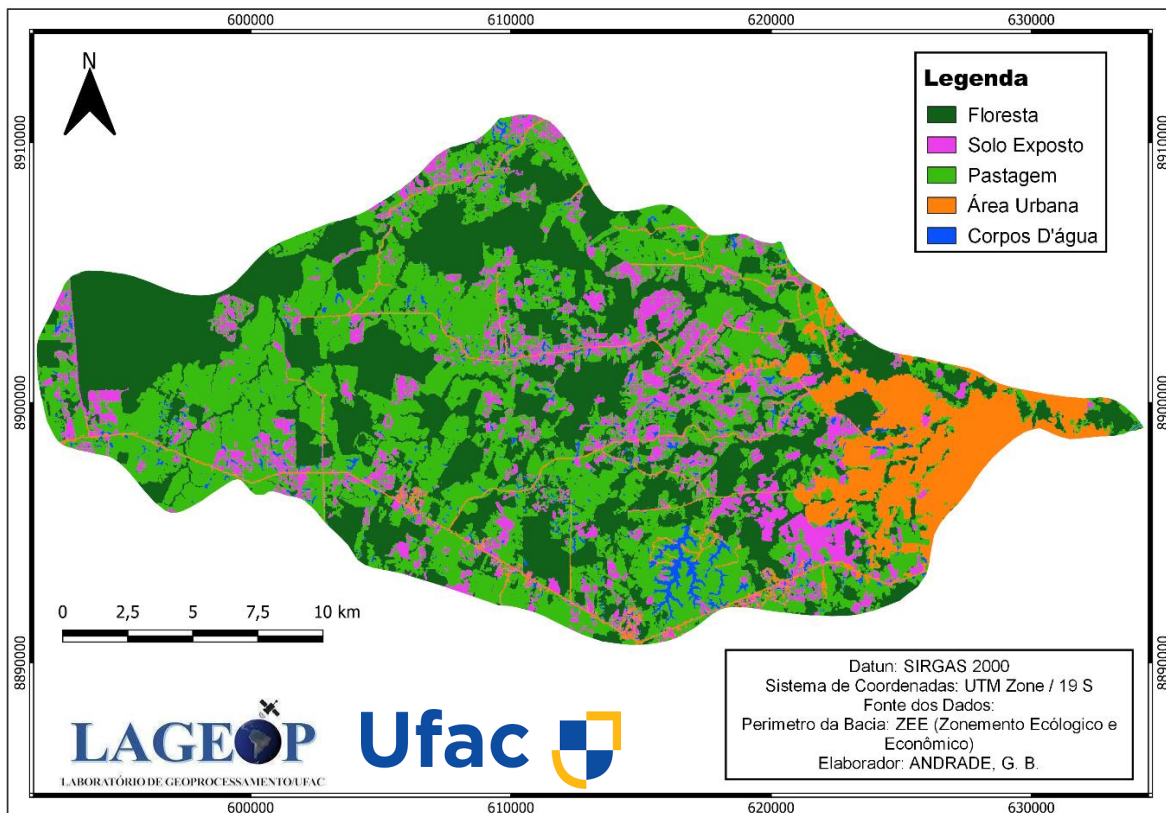 600000
610000
620000
630000
N
Legenda
Floresta
Solo Exposto
Pastagem
Área Urbana
Corpos D'água
8910000
8910000
8900000
8900000
8890000
8890000
0 2,5 5 7,5 10 km
Datun: SIRGAS 2000
Sistema de Coordenadas: UTM Zone / 19 S
Fonte dos Dados:
Perimetro da Bacia: ZEE (Zonemento Ecólogico e
Econômico)
Elaborador: ANDRADE, G. B.
LAGEOP
LABORATÓRIO DE GEOPROCESSAMENTO/UFAC
Ufac
600000
610000
620000
630000